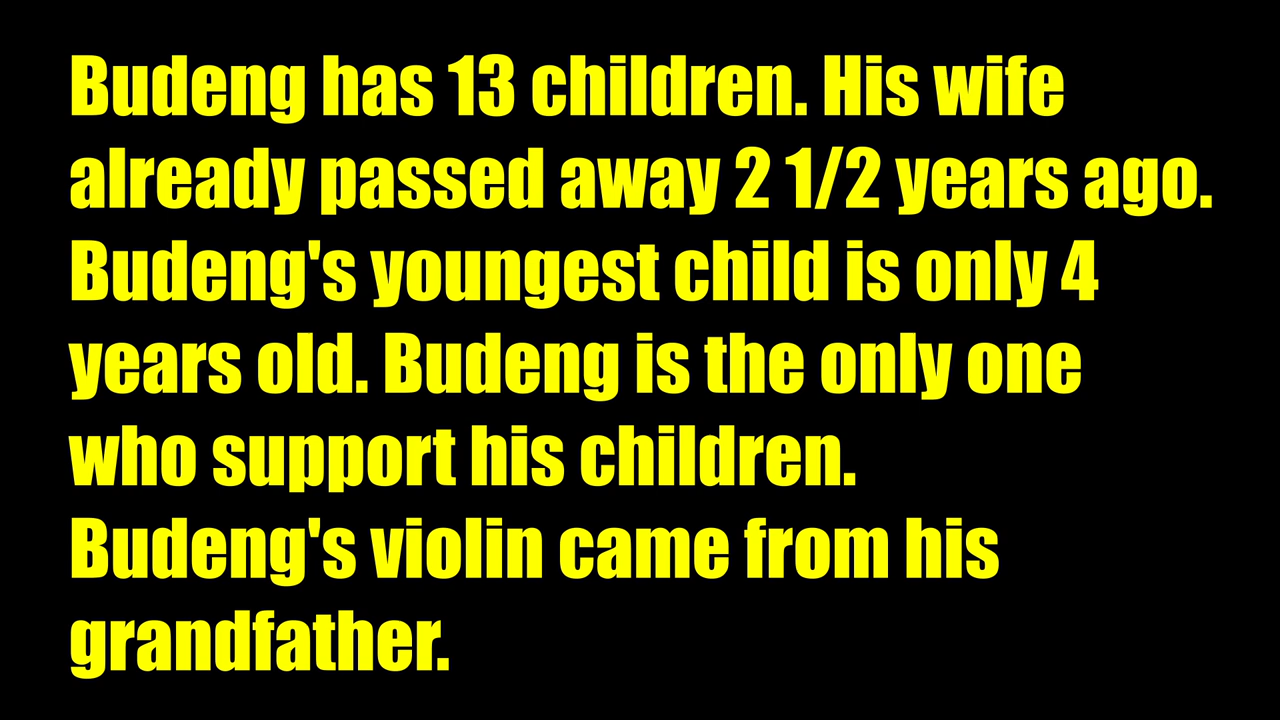 Budeng has 13 children. His wife
already passed away 2 1/2 years ago.
Budeng's youngest child is only 4
years old. Budeng is the only one
who support his children.
Budeng's violin came from his
grandfather.